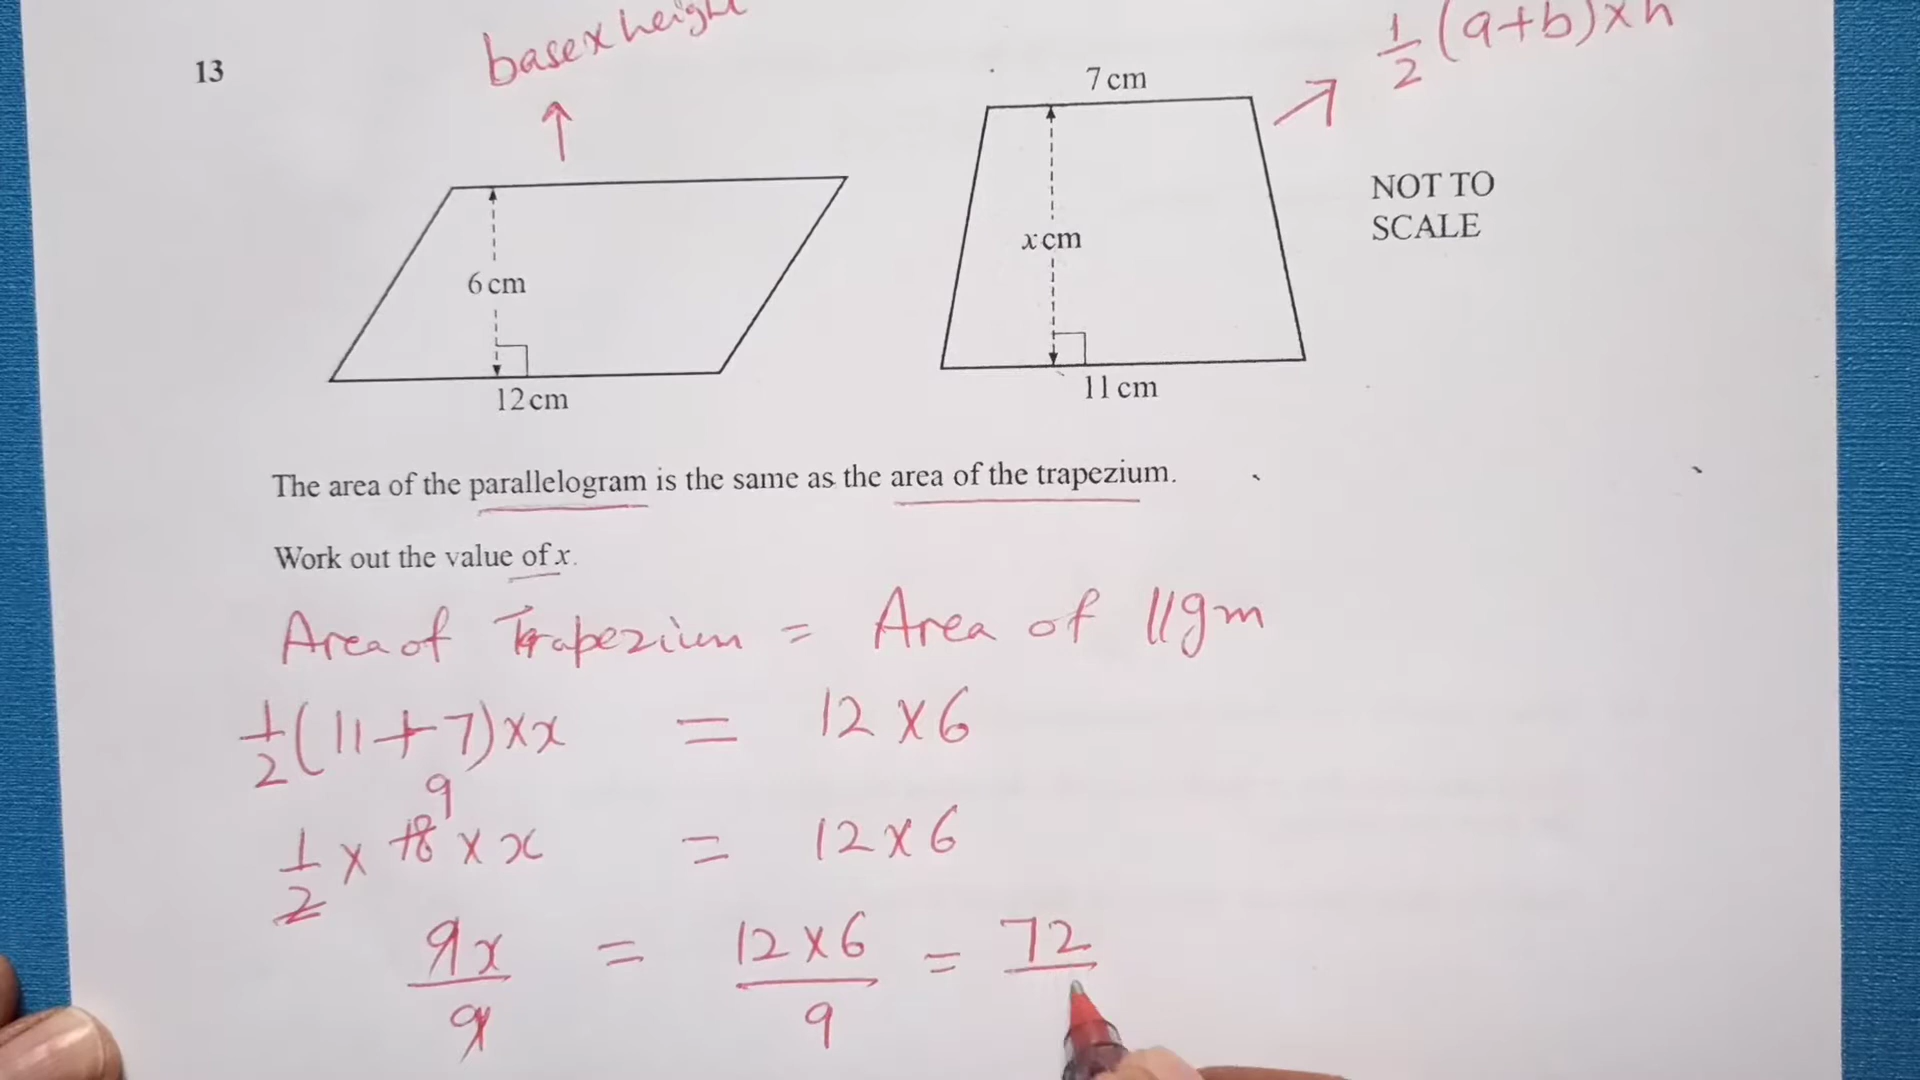 base x height
1/2 (a+b) x h
13
7 cm
NOT TO
SCALE
x cm
6 cm
12 cm
11 cm
The area of the parallelogram is the same as the area of the trapezium.
Work out the value of x.
Area of Trapezium = Area of ||gm
1/2 (11+7) x x = 12 x 6
9
1/2 x 18 x x = 12 x 6
9x/9 = 12 x 6/9 = 72